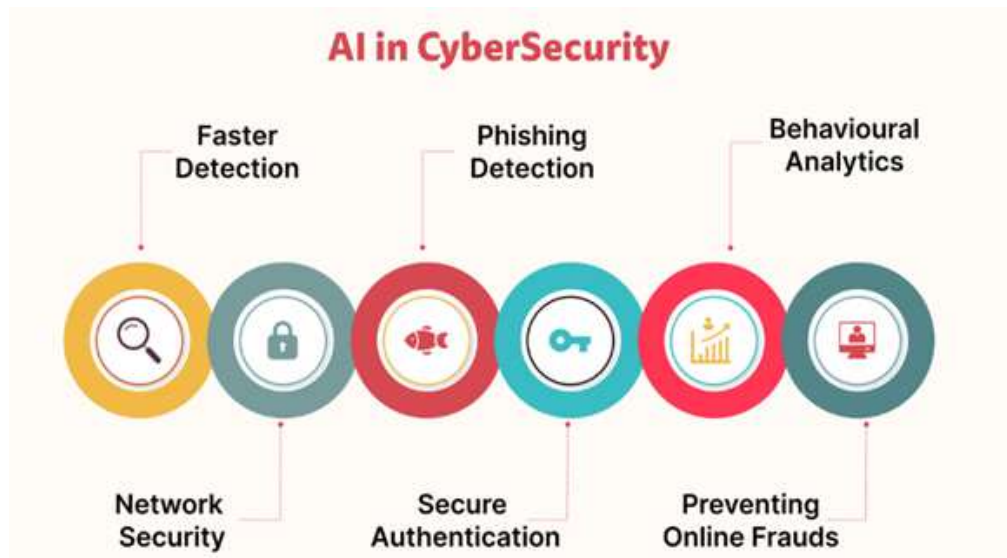 AI in CyberSecurity
Faster
Detection
Phishing
Detection
Behavioural
Analytics
Network
Security
Secure
Authentication
Preventing
Online Frauds